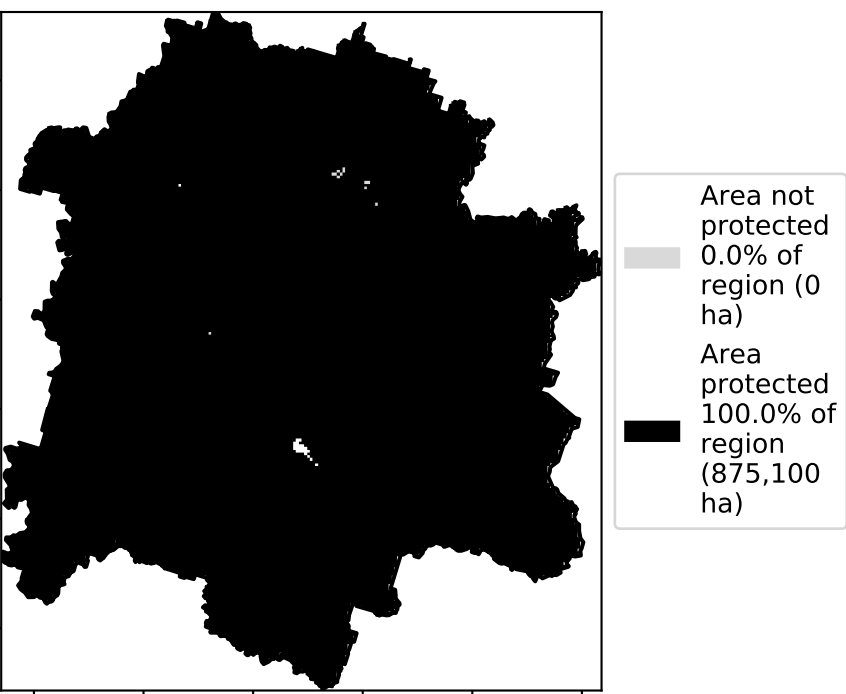 Area not
protected
0.0% of
region (0
ha)
Area
protected
100.0% of
region
(875,100
ha)